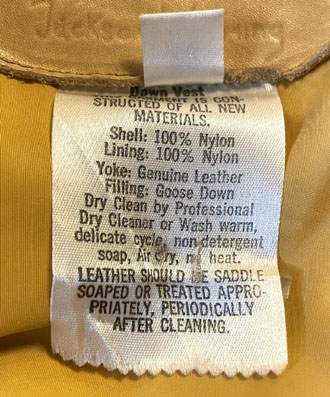 Jackson
Down Vest
STRUCTED OF ALL NEW
MATERIALS.
Shell: 100% Nylon
Lining: 100% Nylon
Yoke: Genuine Leather
Filling: Goose Down
Dry Clean by Professional
Dry Cleaner or Wash warm,
delicate cycle, non detergent
soap, Air dry, no heat.
LEATHER SHOULD BE SADDLE
SOAPED OR TREATED APPRO-
PRIATELY, PERIODICALLY
AFTER CLEANING.